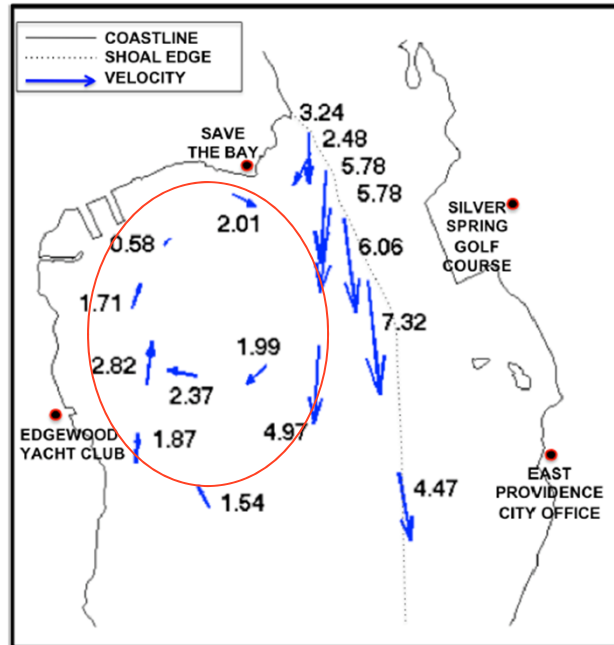 COASTLINE
SHOAL EDGE
VELOCITY
3.24
SAVE
THE BAY
2.48
5.78
5.78
2.01
SILVER
SPRING
GOLF
COURSE
0.58
6.06
1.71
7.32
1.99
2.82
2.37
EDGEWOOD
YACHT CLUB
1.87
4.97
EAST
PROVIDENCE
CITY OFFICE
4.47
1.54